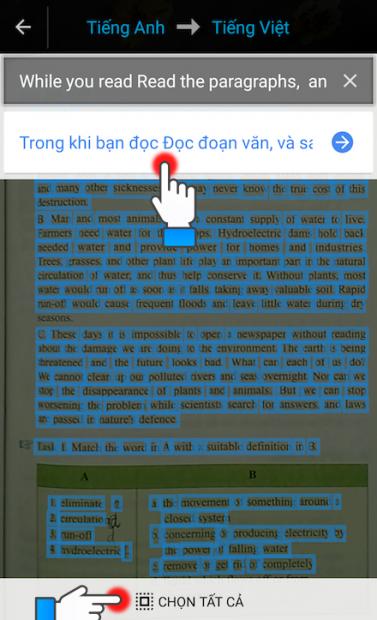 Tiếng Anh → Tiếng Việt
While you read Read the paragraphs, an
Trong khi bạn đọc Đọc đoạn văn, và sa
and many other sicknesses. may never know the true cost of this
destruction.
B Man and most animals constant supply of water to live.
Farmers need water for ops. Hydroelectric dams hold back
needed water and provide power for homes and industries.
Trees, grasses, and other plant life play an important part in the natural
circulation of water, and thus help conserve it. Without plants, most
water would run off as soon as it falls taking away valuable soil. Rapid
run-off would cause frequent floods and leave little water during dry
seasons.
C These days it is impossible to open a newspaper without reading
about the damage we are doing to the environment. The earth is being
threatened and the future looks bad. What can each of us do?
We cannot clear up our polluted rivers and seas overnight. Nor can we
stop the disappearance of plants and animals. But we can stop
worsening the problem while scientists search for answers, and laws
are passed in nature's defence.
Task 1 Match the word in A with a suitable definition in B.
A B
1. eliminate a. the movement of something around a
2. circulation closed system
3. run-off b. concerning or producing electricity by
4. hydroelectric the power of falling water
c. remove or get rid of completely
CHỌN TẤT CẢ